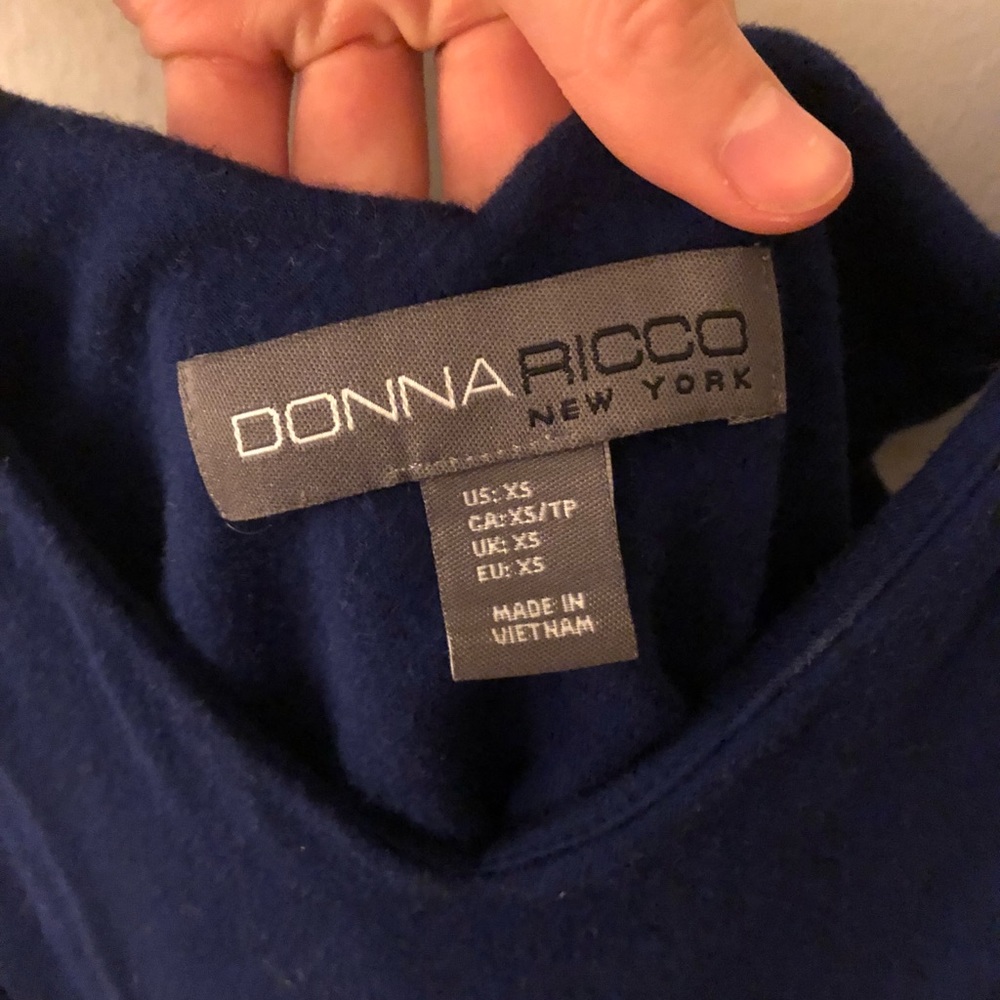 DONNA RICCO
NEW YORK
US: XS
CA: XS/TP
UK: XS
EU: XS
MADE IN
VIETNAM